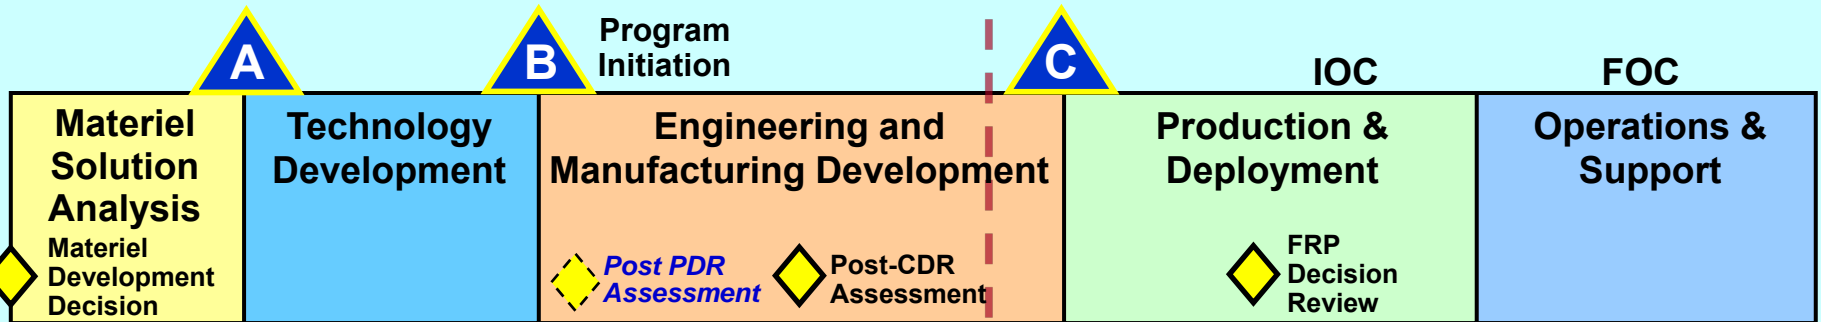 A
B
Program
Initiation
C
IOC
FOC
Materiel
Solution
Analysis
Materiel
Development
Decision
Technology
Development
Engineering and
Manufacturing Development
Post PDR
Assessment
Post-CDR
Assessment
Production &
Deployment
FRP
Decision
Review
Operations &
Support